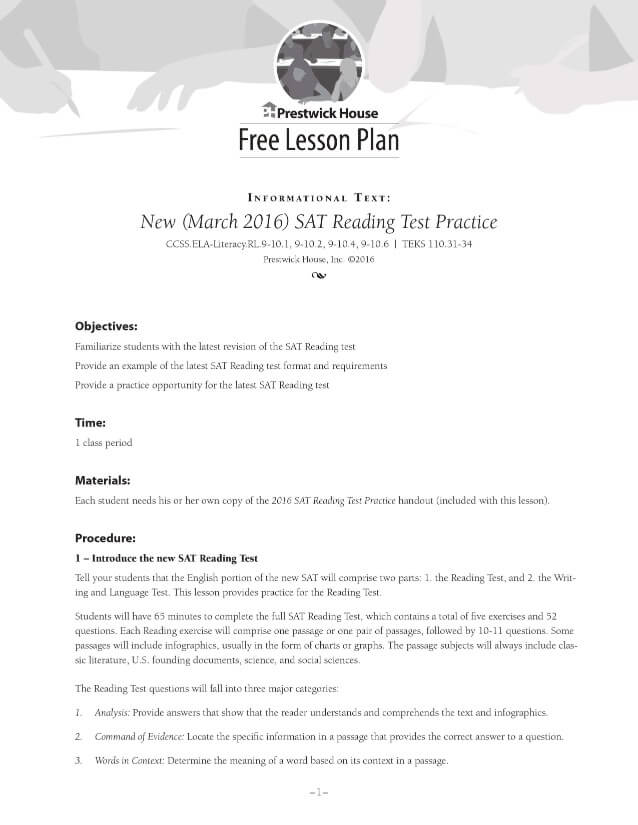 Prestwick House
Free Lesson Plan
INFORMATIONAL TEXT:
New (March 2016) SAT Reading Test Practice
CCSS.ELA-Literacy.RL.9-10.1, 9-10.2, 9-10.4, 9-10.6 | TEKS 110.31-34
Prestwick House, Inc. ©2016
Objectives:
Familiarize students with the latest revision of the SAT Reading test
Provide an example of the latest SAT Reading test format and requirements
Provide a practice opportunity for the latest SAT Reading test
Time:
1 class period
Materials:
Each student needs his or her own copy of the 2016 SAT Reading Test Practice handout (included with this lesson).
Procedure:
1 – Introduce the new SAT Reading Test
Tell your students that the English portion of the new SAT will comprise two parts: 1. the Reading Test, and 2. the Writ-
ing and Language Test. This lesson provides practice for the Reading Test.
Students will have 65 minutes to complete the full SAT Reading Test, which contains a total of five exercises and 52
questions. Each Reading exercise will comprise one passage or one pair of passages, followed by 10-11 questions. Some
passages will include infographics, usually in the form of charts or graphs. The passage subjects will always include clas-
sic literature, U.S. founding documents, science, and social sciences.
The Reading Test questions will fall into three major categories:
1. Analysis: Provide answers that show that the reader understands and comprehends the text and infographics.
2. Command of Evidence: Locate the specific information in a passage that provides the correct answer to a question.
3. Words in Context: Determine the meaning of a word based on its context in a passage.
–1–